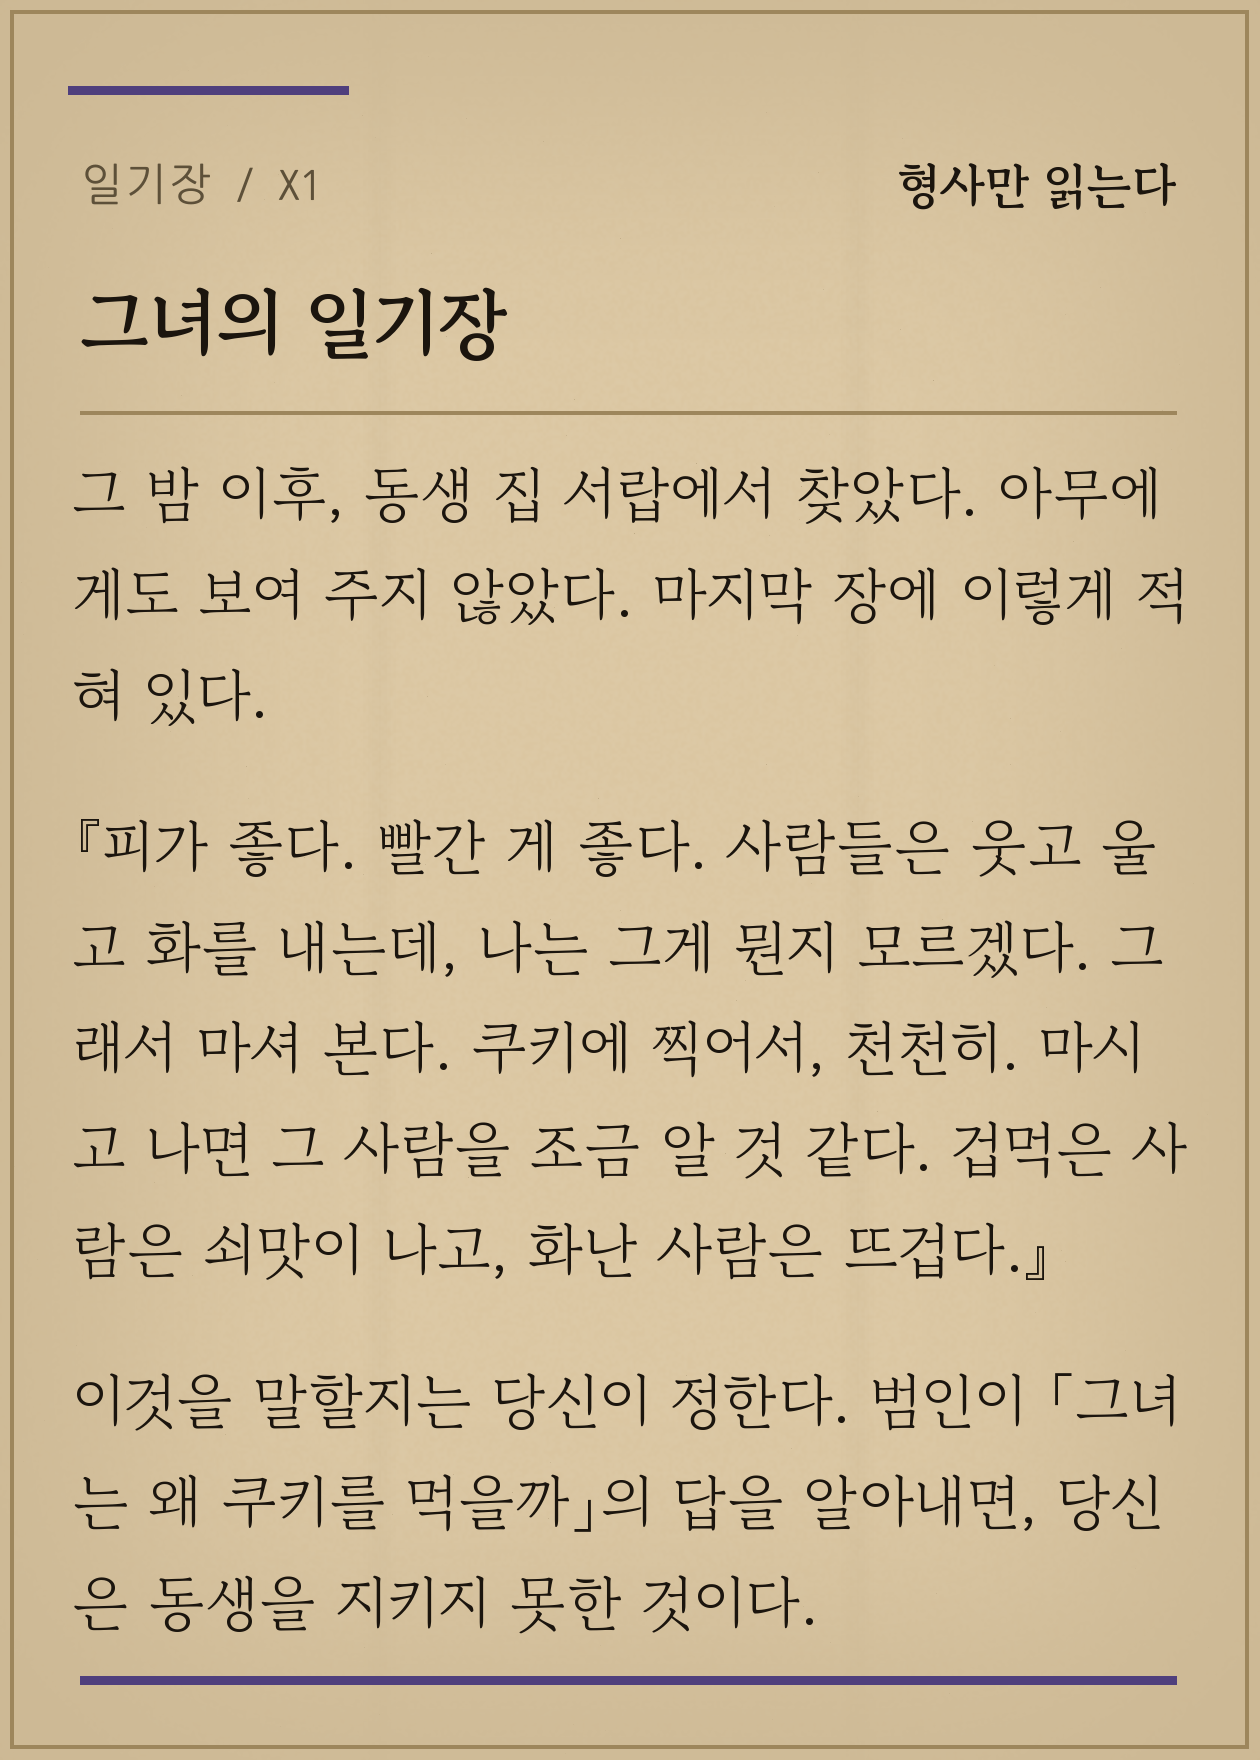 일기장 / X1
형사만 읽는다
그녀의 일기장
그 밤 이후, 동생 집 서랍에서 찾았다. 아무에
게도 보여 주지 않았다. 마지막 장에 이렇게 적
혀 있다.
『피가 좋다. 빨간 게 좋다. 사람들은 웃고 울
고 화를 내는데, 나는 그게 뭔지 모르겠다. 그
래서 마셔 본다. 쿠키에 찍어서, 천천히. 마시
고 나면 그 사람을 조금 알 것 같다. 겁먹은 사
람은 쇠맛이 나고, 화난 사람은 뜨겁다.』
이것을 말할지는 당신이 정한다. 범인이 「그녀
는 왜 쿠키를 먹을까」의 답을 알아내면, 당신
은 동생을 지키지 못한 것이다.